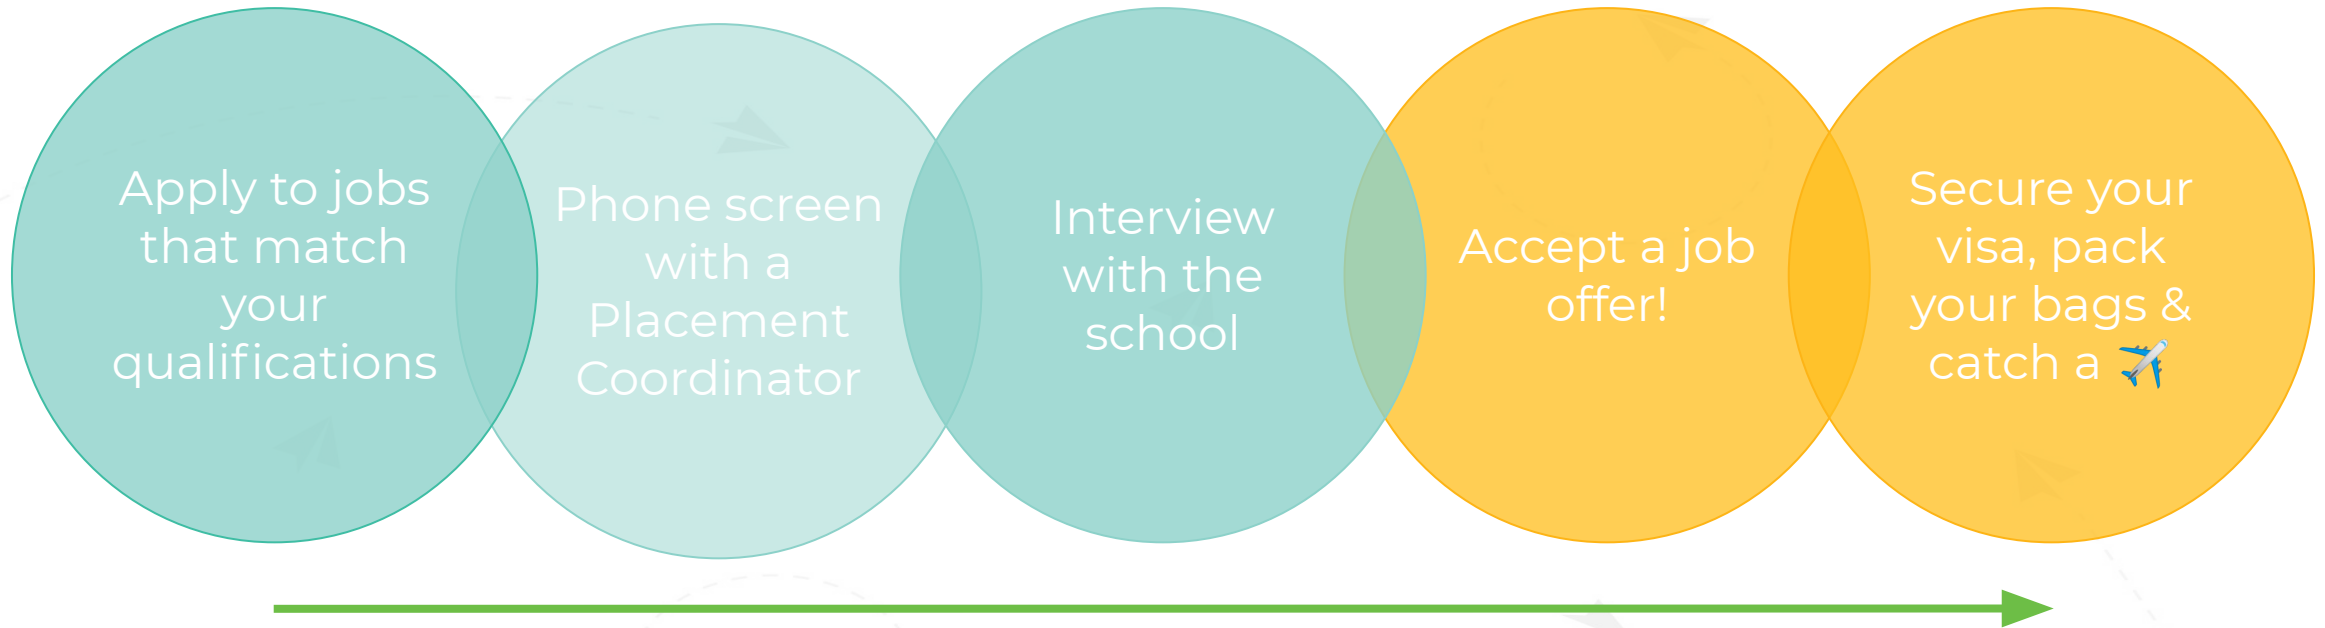 Apply to jobs
that match
your
qualifications
Phone screen
with a
Placement
Coordinator
Interview
with the
school
Accept a job
offer!
Secure your
visa, pack
your bags &
catch a ✈️